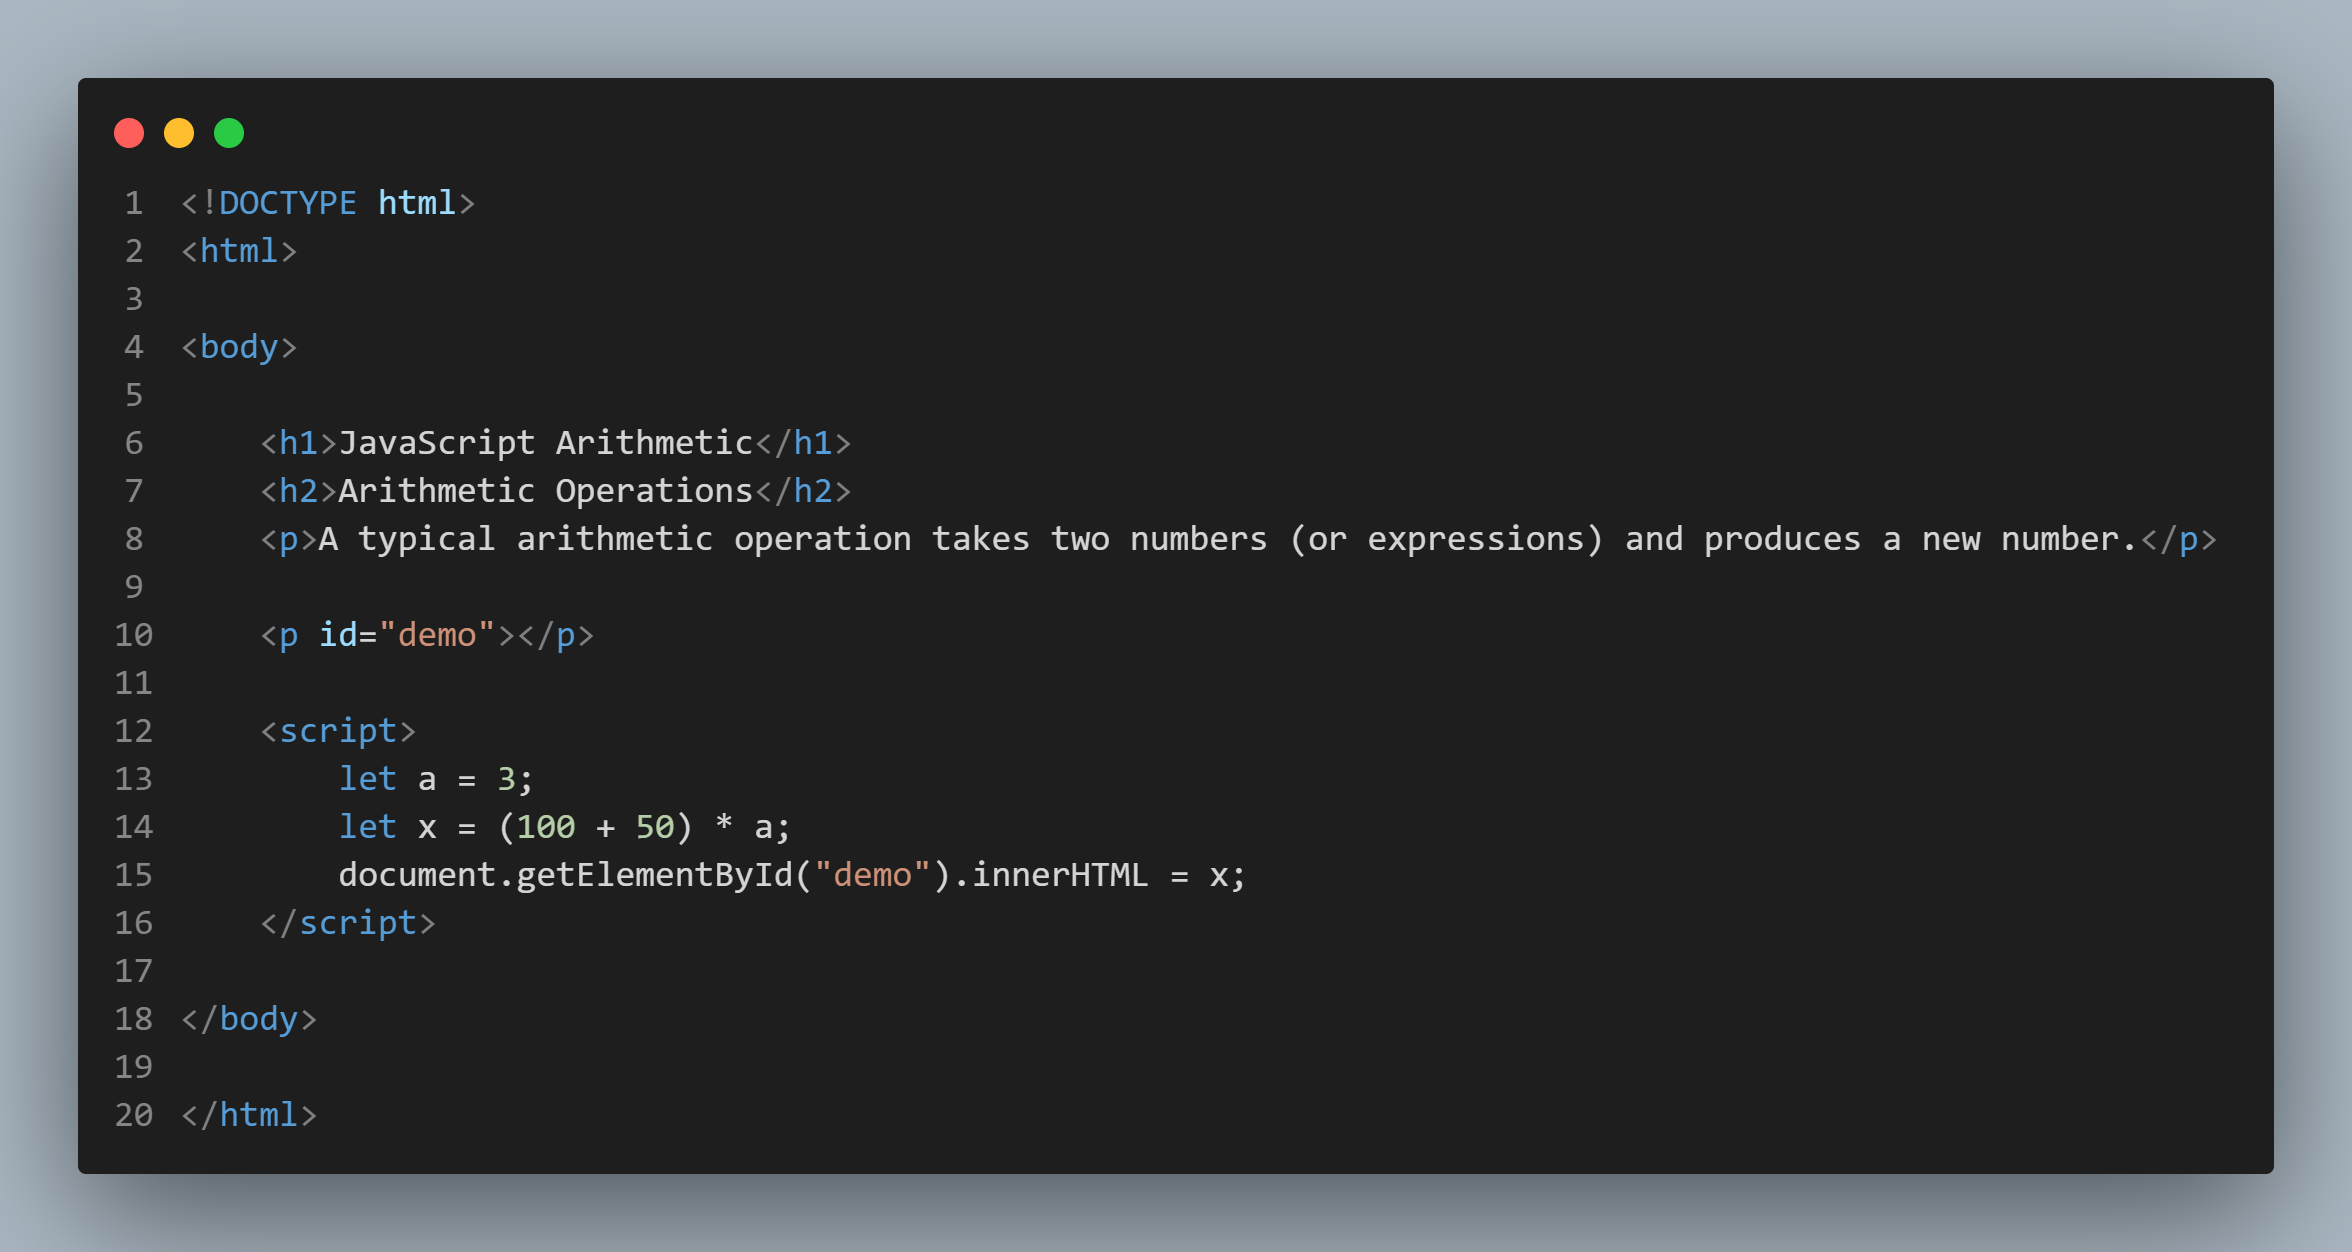 1 <!DOCTYPE html>
2 <html>
3
4 <body>
5
6     <h1>JavaScript Arithmetic</h1>
7     <h2>Arithmetic Operations</h2>
8     <p>A typical arithmetic operation takes two numbers (or expressions) and produces a new number.</p>
9
10     <p id="demo"></p>
11
12     <script>
13         let a = 3;
14         let x = (100 + 50) * a;
15         document.getElementById("demo").innerHTML = x;
16     </script>
17
18 </body>
19
20 </html>